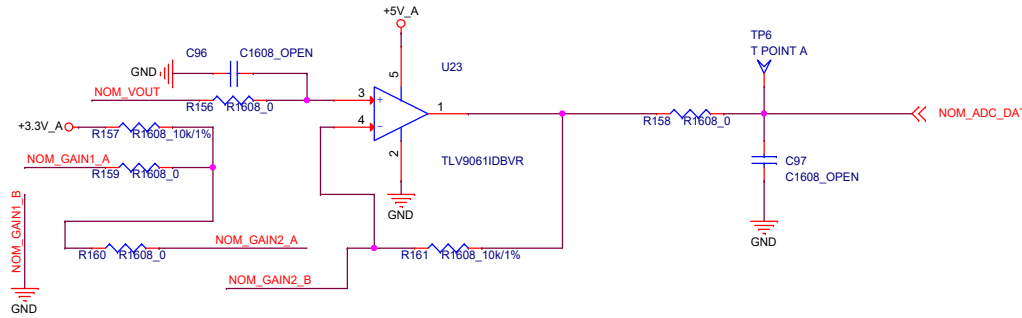 +5V_A
TP6
T POINT A
C96
C1608_OPEN
U23
GND
5
NOM_VOUT
3
+
1
R156
R1608_0
4
−
R158
R1608_0
NOM_ADC_DAT
+3.3V_A
R157
R1608_10k/1%
2
TLV9061IDBVR
NOM_GAIN1_A
R159
R1608_0
C97
C1608_OPEN
NOM_GAIN1_B
GND
GND
NOM_GAIN2_A
R160
R1608_0
R161
R1608_10k/1%
NOM_GAIN2_B
GND